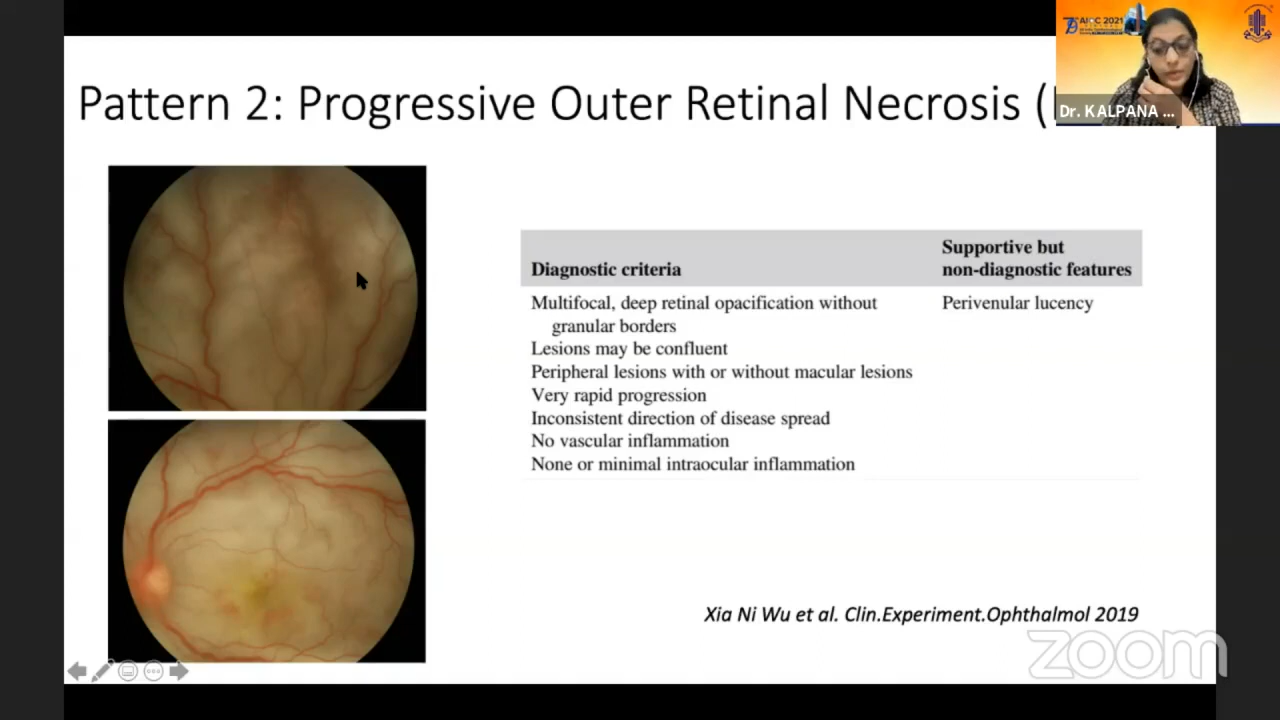 Pattern 2: Progressive Outer Retinal Necrosis (
AIOC 2021
Dr. KALPANA ...
Diagnostic criteria
Supportive but
non-diagnostic features
Multifocal, deep retinal opacification without
granular borders
Perivenular lucency
Lesions may be confluent
Peripheral lesions with or without macular lesions
Very rapid progression
Inconsistent direction of disease spread
No vascular inflammation
None or minimal intraocular inflammation
Xia Ni Wu et al. Clin.Experiment.Ophthalmol 2019
zoom